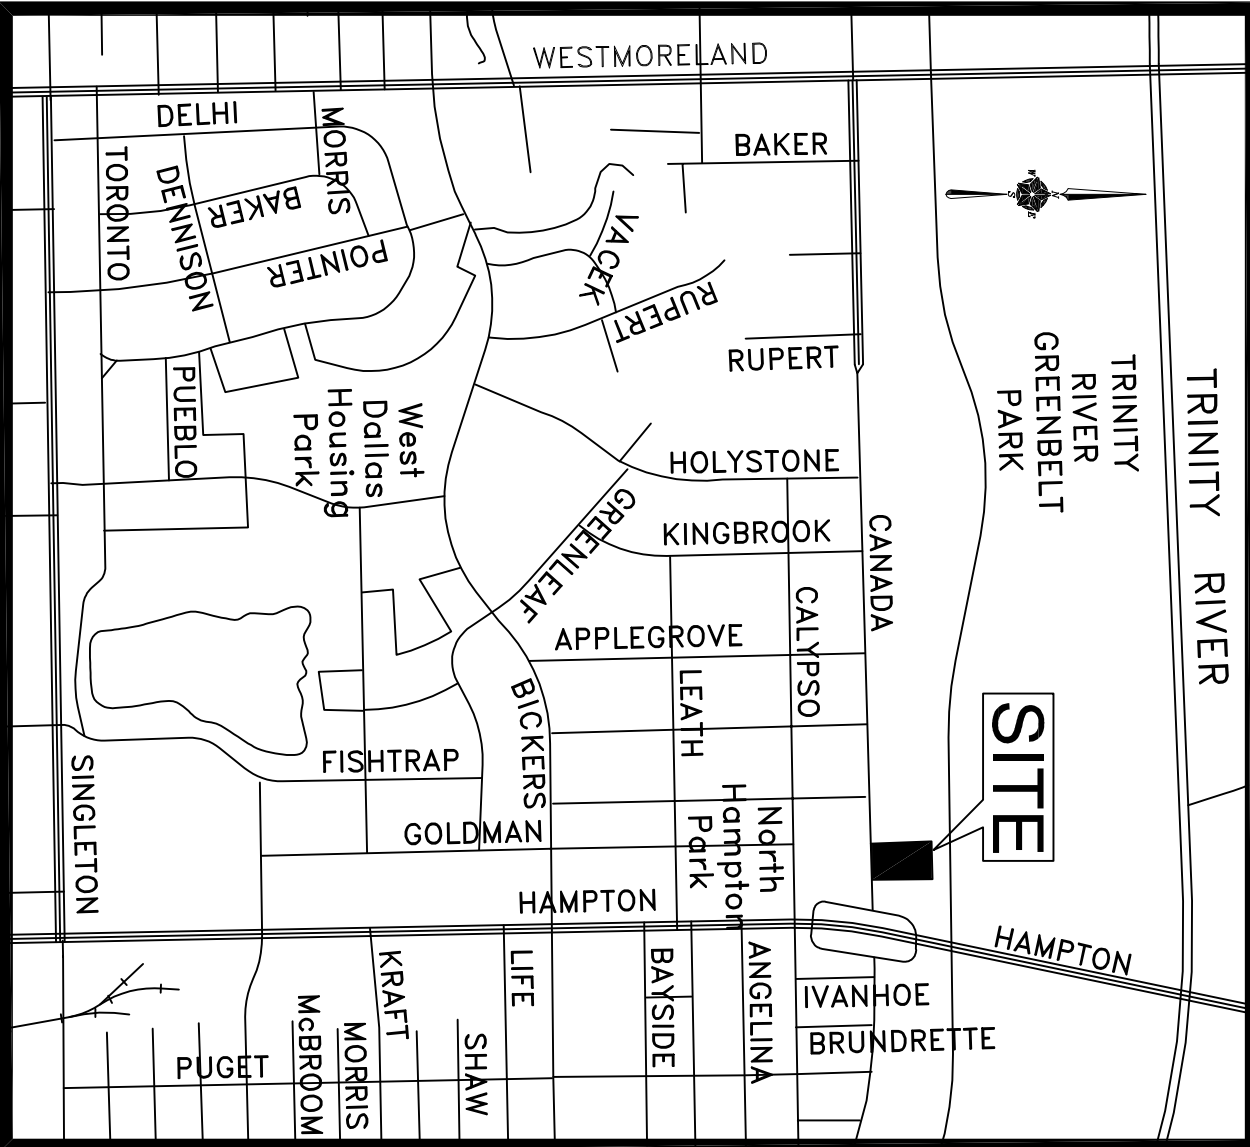 WESTMORELAND
DELHI
MORRIS
BAKER
TORONTO
DENNISON
BAKER
POINTER
VACEK
RUPERT
RUPERT
W
N
S
E
TRINITY
RIVER
GREENBELT
PARK
TRINITY RIVER
PUEBLO
West
Dallas
Housing
Park
HOLYSTONE
GREENLEAF
KINGBROOK
CANADA
CALYPSO
APPLEGROVE
LEATH
BICKERS
SITE
FISHTRAP
SINGLETON
GOLDMAN
North
Hampton
Park
HAMPTON
HAMPTON
KRAFT
LIFE
BAYSIDE
ANGELINA
IVANHOE
BRUNDRETTE
McBROOM
MORRIS
SHAW
PUGET